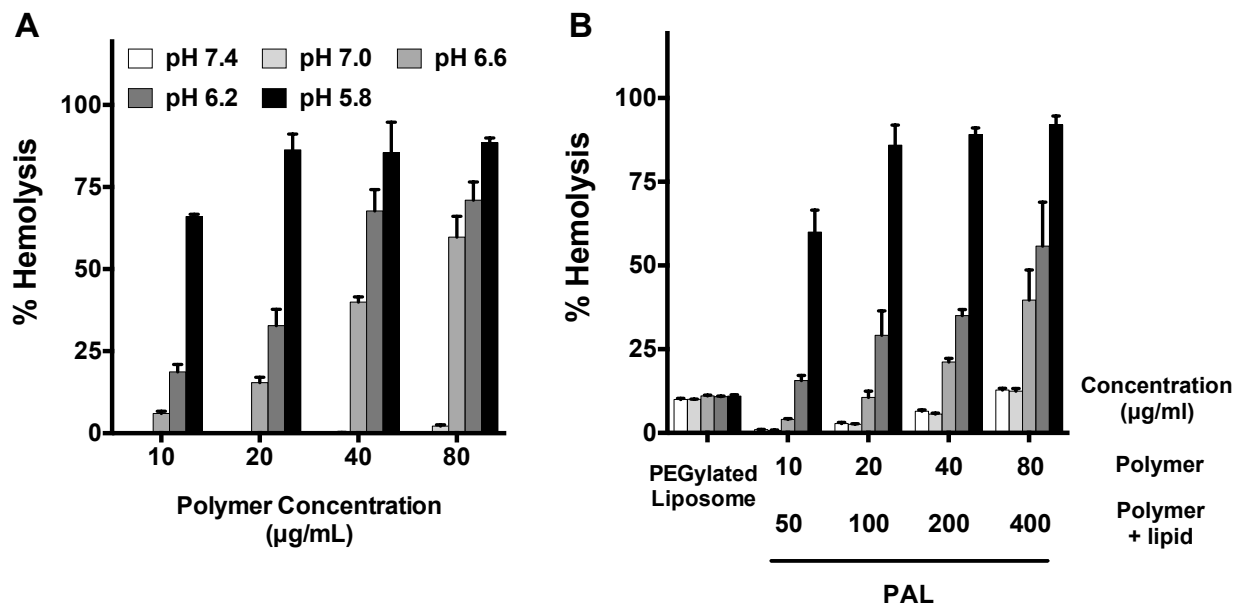 A
pH 7.4 pH 7.0 pH 6.6
pH 6.2 pH 5.8
% Hemolysis
100
75
50
25
0
10 20 40 80
Polymer Concentration
(µg/mL)
B
% Hemolysis
100
75
50
25
0
PEGylated
Liposome
Concentration
(µg/ml)
10 20 40 80 Polymer
50 100 200 400 Polymer
+ lipid
PAL